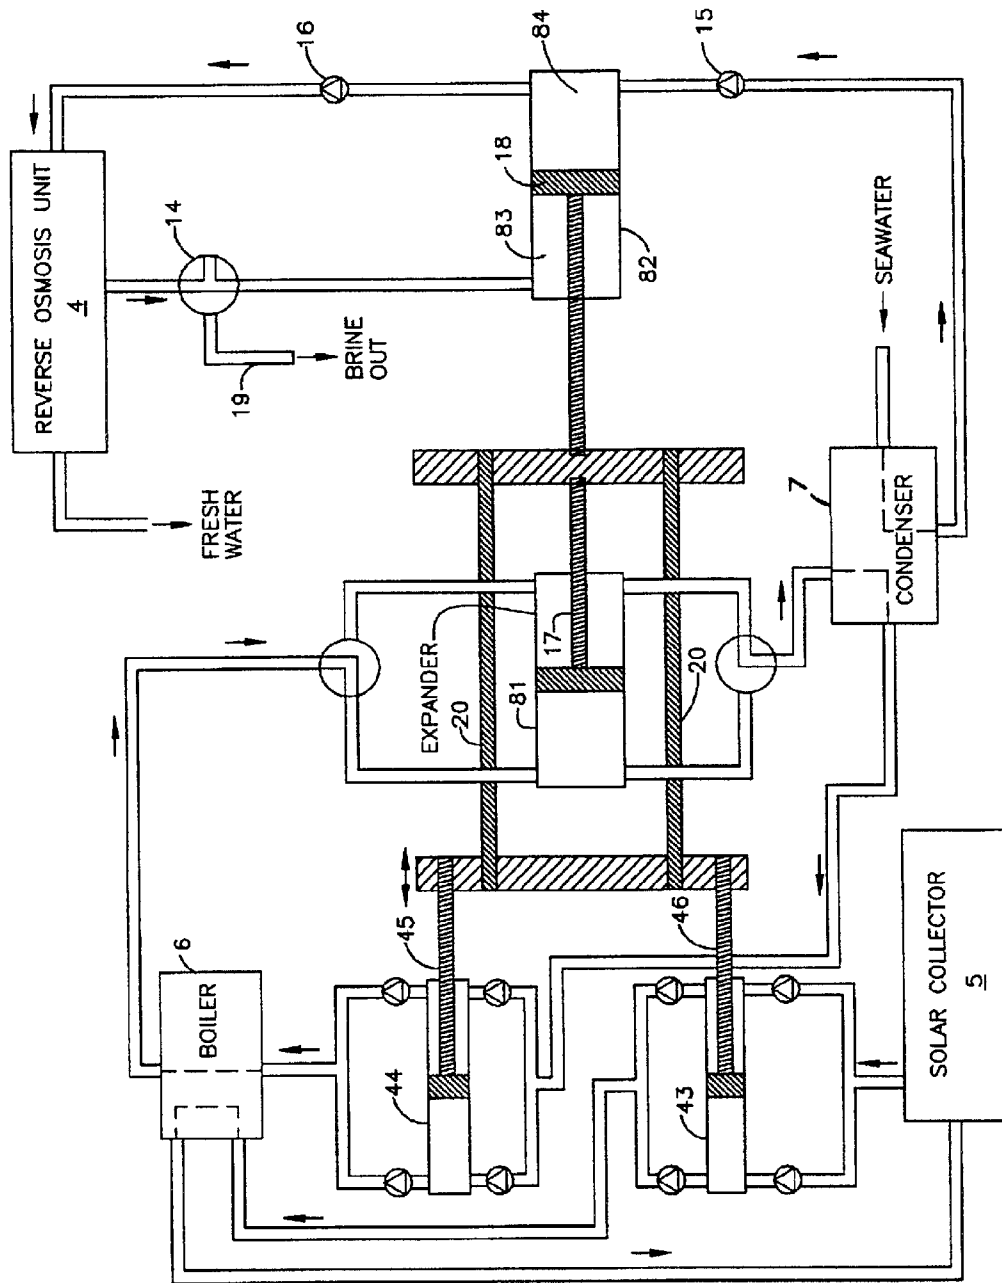 REVERSE OSMOSIS UNIT
4
FRESH
WATER
14
19
BRINE
OUT
16
84
18
83
82
15
SEAWATER
7
CONDENSER
EXPANDER
17
81
20
20
45
46
6
BOILER
44
43
SOLAR COLLECTOR
5